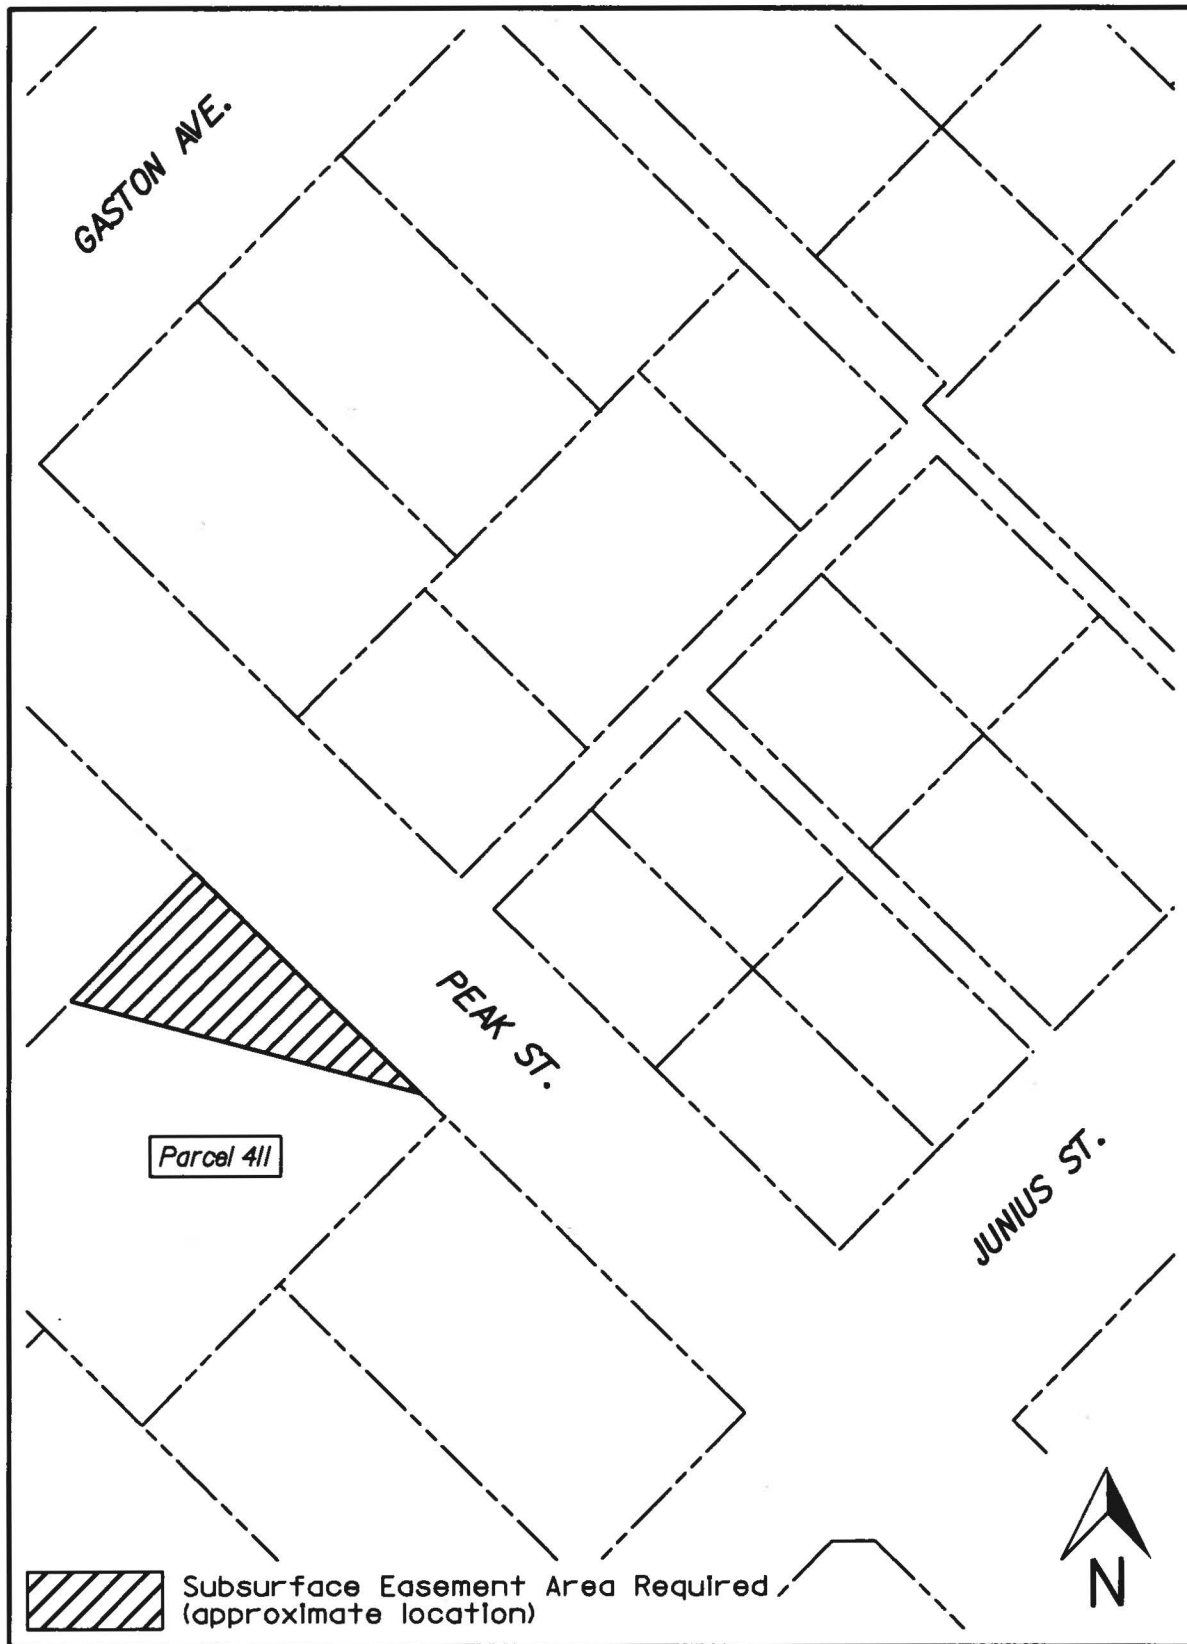 GASTON AVE.
PEAK ST.
Parcel 411
JUNIUS ST.
N
Subsurface Easement Area Required
(approximate location)